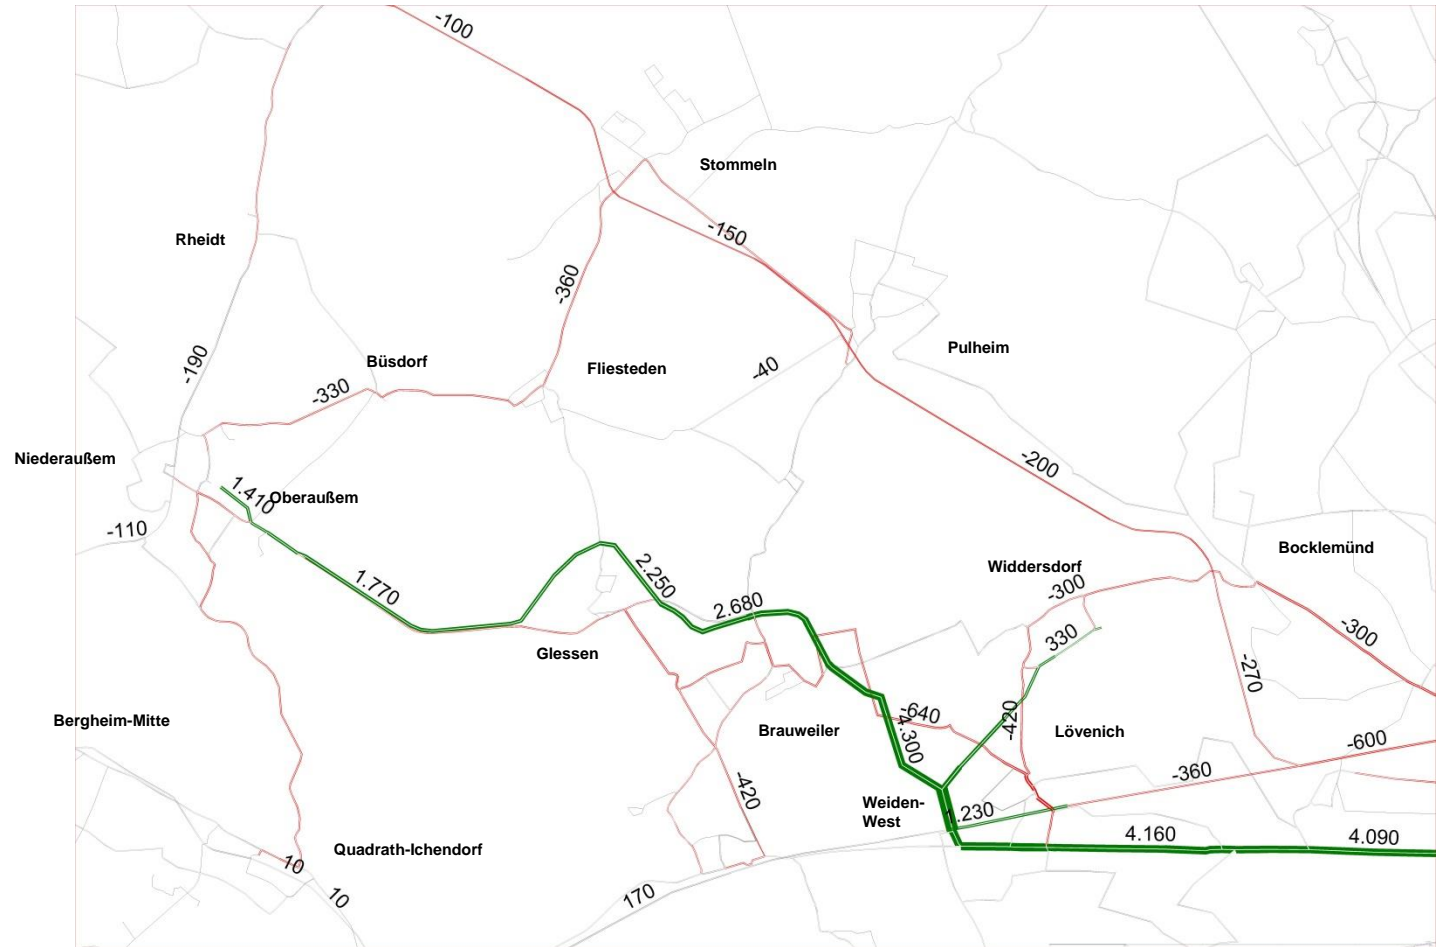 -100
Stommeln
-150
Rheidt
-360
-190
Büsdorf
Fliesteden
-40
Pulheim
-330
Niederaußem
-200
1.410
Oberaußem
-110
Bocklemünd
1.770
2.250
Widdersdorf
-300
2.680
-300
330
Glessen
-270
Bergheim-Mitte
-640
-420
Brauweiler
4.300
Lövenich
-600
-360
-420
Weiden-
West
1.230
4.160
4.090
Quadrath-Ichendorf
10
10
170